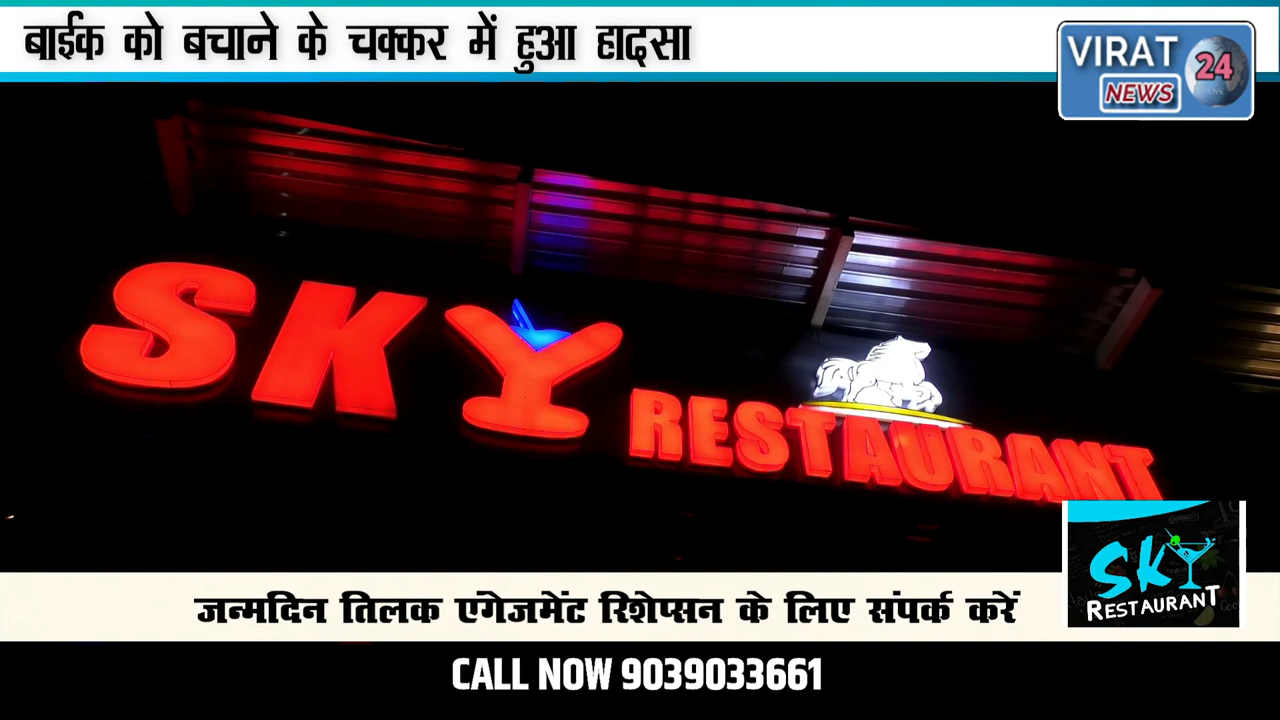 बाईक को बचाने के चक्कर में हुआ हादसा
VIRAT
24
NEWS
SKY RESTAURANT
SKY
RESTAURANT
जन्मदिन तिलक एंगेजमेंट रिशेप्सन के लिए संपर्क करें
CALL NOW 9039033661